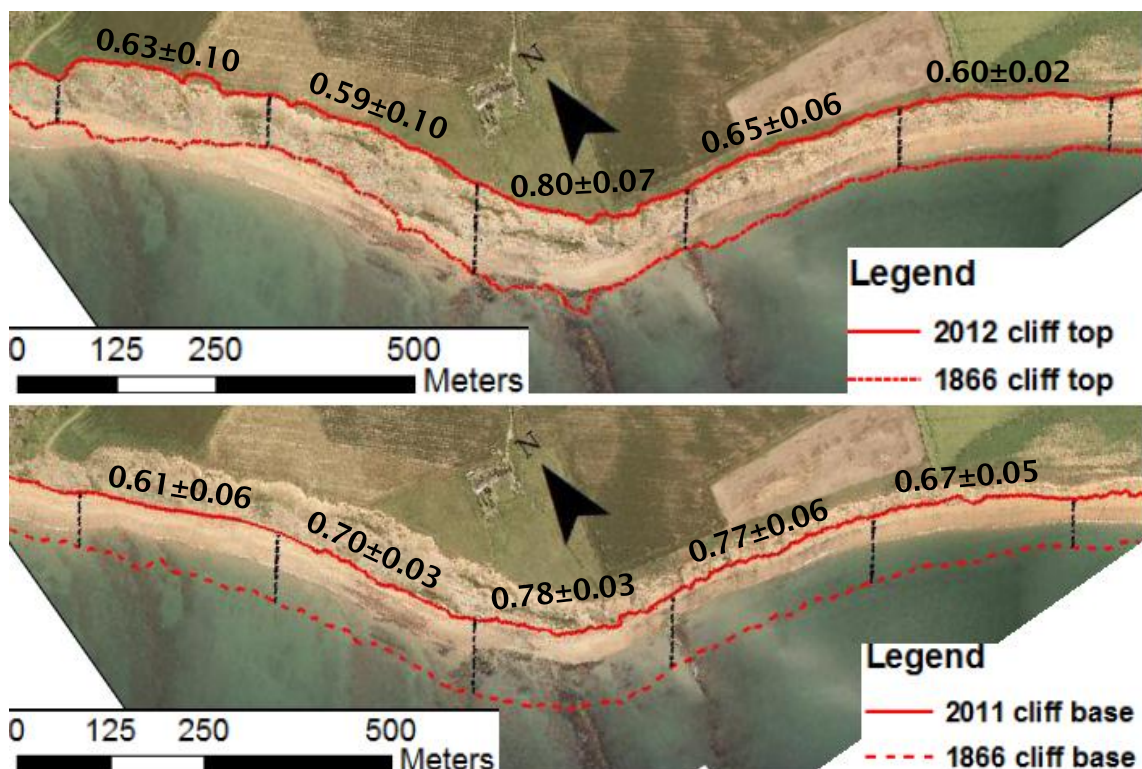 0.63±0.10
0.59±0.10
0.80±0.07
0.65±0.06
0.60±0.02
N
Legend
2012 cliff top
1866 cliff top
0 125 250 500
Meters
0.61±0.06
0.70±0.03
0.78±0.03
0.77±0.06
0.67±0.05
N
Legend
2011 cliff base
1866 cliff base
0 125 250 500
Meters